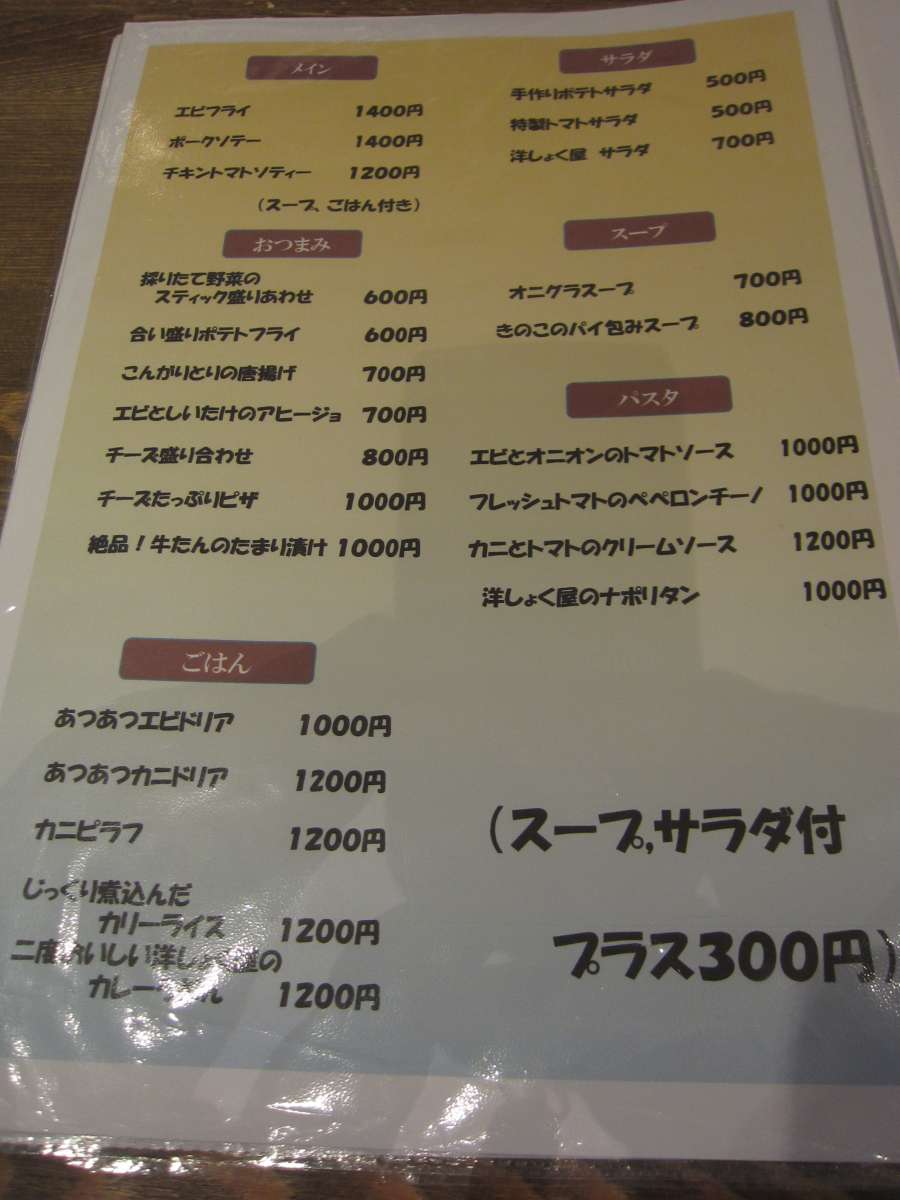 メイン
エビフライ 1400円
ポークソテー 1400円
チキントマトソティー 1200円
(スープ、ごはん付き)
おつまみ
採りたて野菜の
スティック盛りあわせ 600円
合い盛りポテトフライ 600円
こんがりとりの唐揚げ 700円
エビとしいたけのアヒージョ 700円
チーズ盛り合わせ 800円
チーズたっぷりピザ 1000円
絶品!牛たんのたまり漬け 1000円
ごはん
あつあつエビドリア 1000円
あつあつカニドリア 1200円
カニピラフ 1200円
じっくり煮込んだ
カリーライス 1200円
二度おいしい洋しょく屋の
1200円
サラダ
手作りポテトサラダ 500円
特製トマトサラダ 500円
洋しょく屋 サラダ 700円
スープ
オニグラスープ 700円
きのこのパイ包みスープ 800円
パスタ
エビとオニオンのトマトソース 1000円
フレッシュトマトのペペロンチーノ 1000円
カニとトマトのクリームソース 1200円
洋しょく屋のナポリタン 1000円
(スープ,サラダ付
プラス300円)